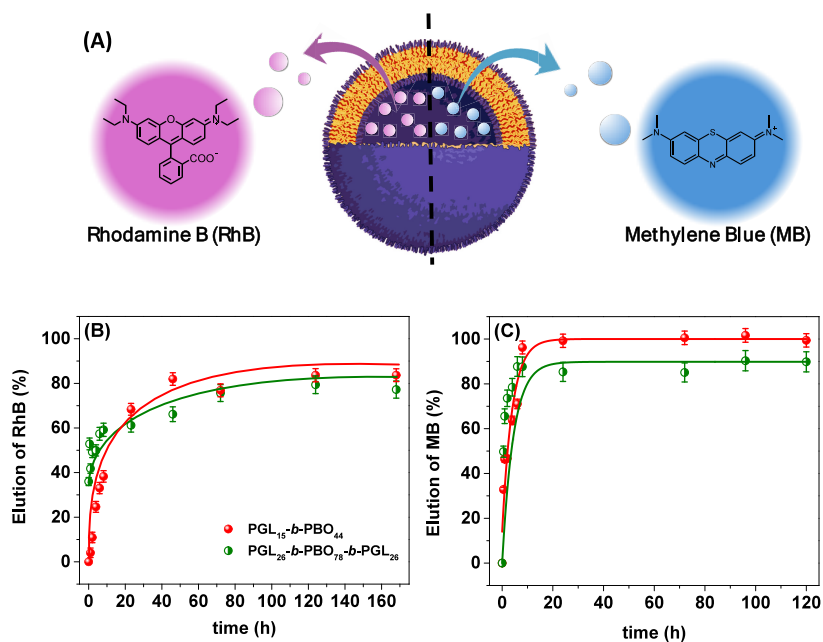 (A)
N
O
N
COO⁻
Rhodamine B (RhB)
N
S
N⁺
N
Methylene Blue (MB)
(B)
Elution of RhB (%)
100
80
60
40
20
0
PGL₁₅-b-PBO₄₄
PGL₂₆-b-PBO₇₈-b-PGL₂₆
0 20 40 60 80 100 120 140 160
time (h)
(C)
Elution of MB (%)
100
80
60
40
20
0
0 20 40 60 80 100 120
time (h)